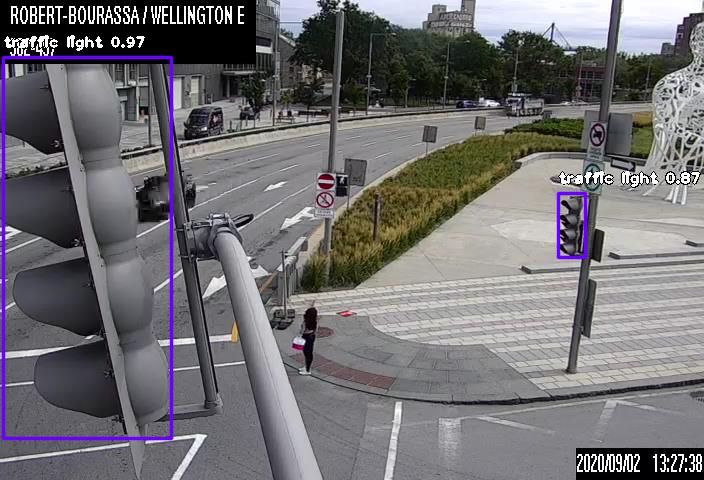 ROBERT-BOURASSA / WELLINGTON E
traffic light 0.97
traffic light 0.87
2020/09/02 13:27:38